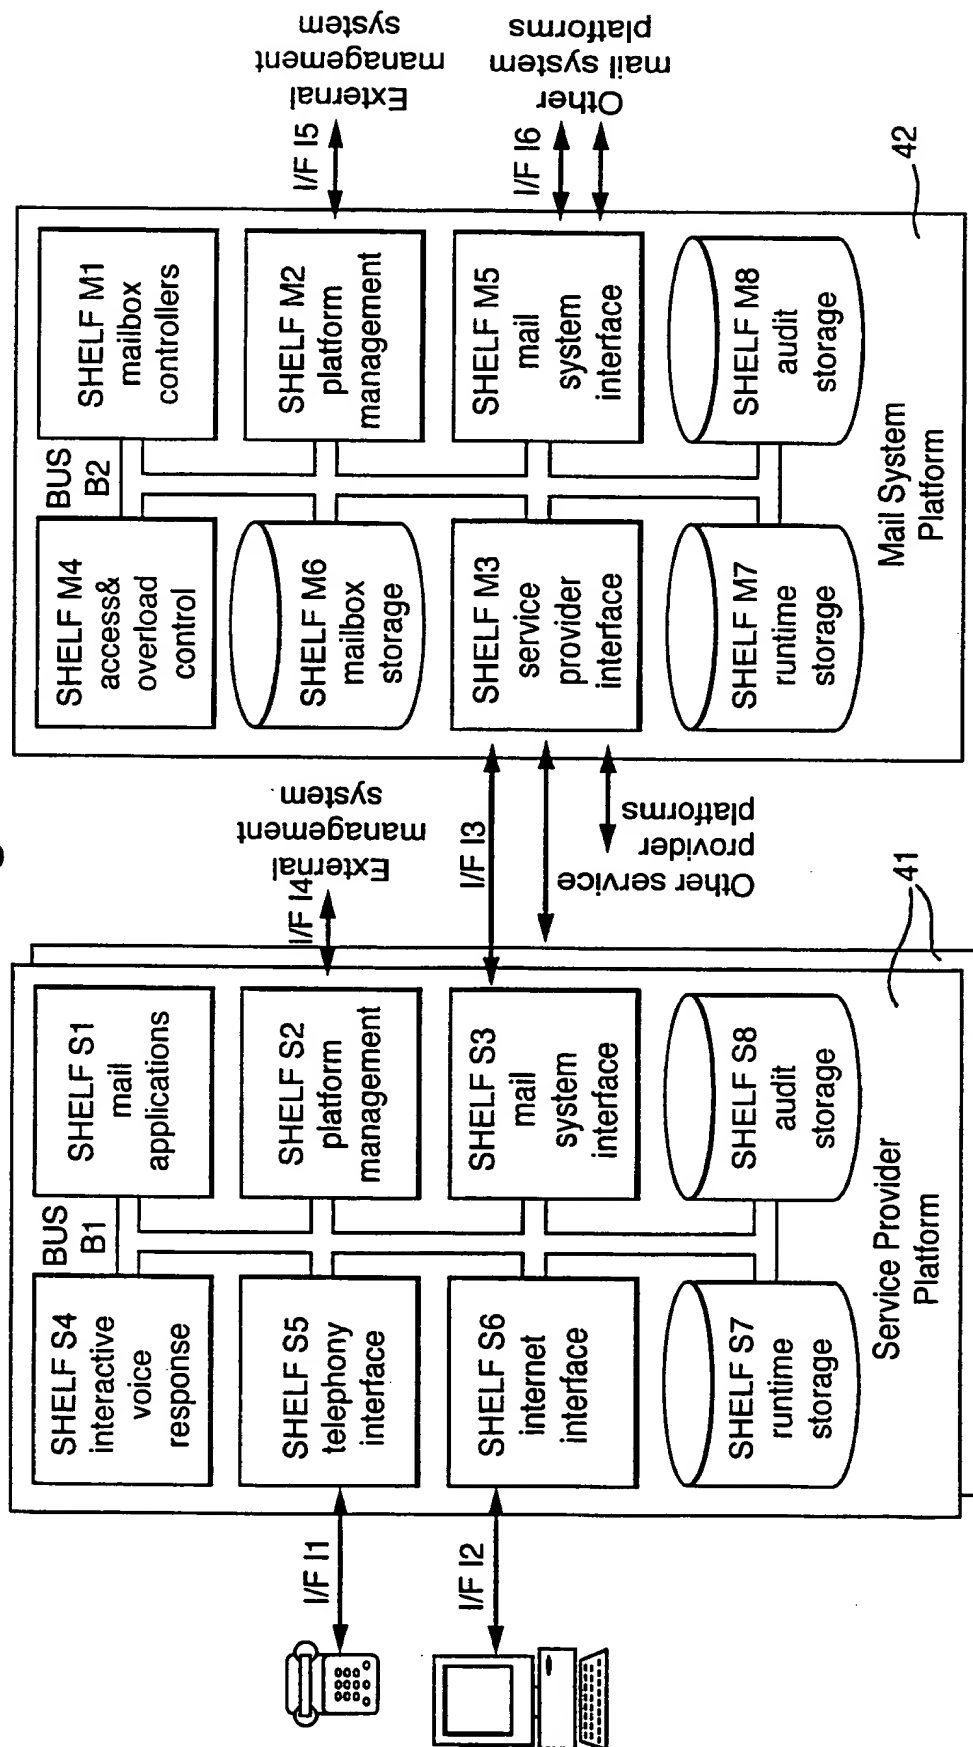 SHELF S4
interactive
voice
response
BUS
B1
SHELF S1
mail
applications
SHELF S5
telephony
interface
SHELF S2
platform
management
SHELF S6
internet
interface
SHELF S3
mail
system
interface
SHELF S7
runtime
storage
SHELF S8
audit
storage
Service Provider
Platform
41
I/F I1
I/F I2
I/F I4
External
management
system
I/F I3
Other service
provider
platforms
SHELF M4
access&
overload
control
BUS
B2
SHELF M1
mailbox
controllers
SHELF M6
mailbox
storage
SHELF M2
platform
management
SHELF M3
service
provider
interface
SHELF M5
mail
system
interface
SHELF M7
runtime
storage
SHELF M8
audit
storage
Mail System
Platform
42
I/F I5
External
management
system
I/F I6
Other
mail system
platforms